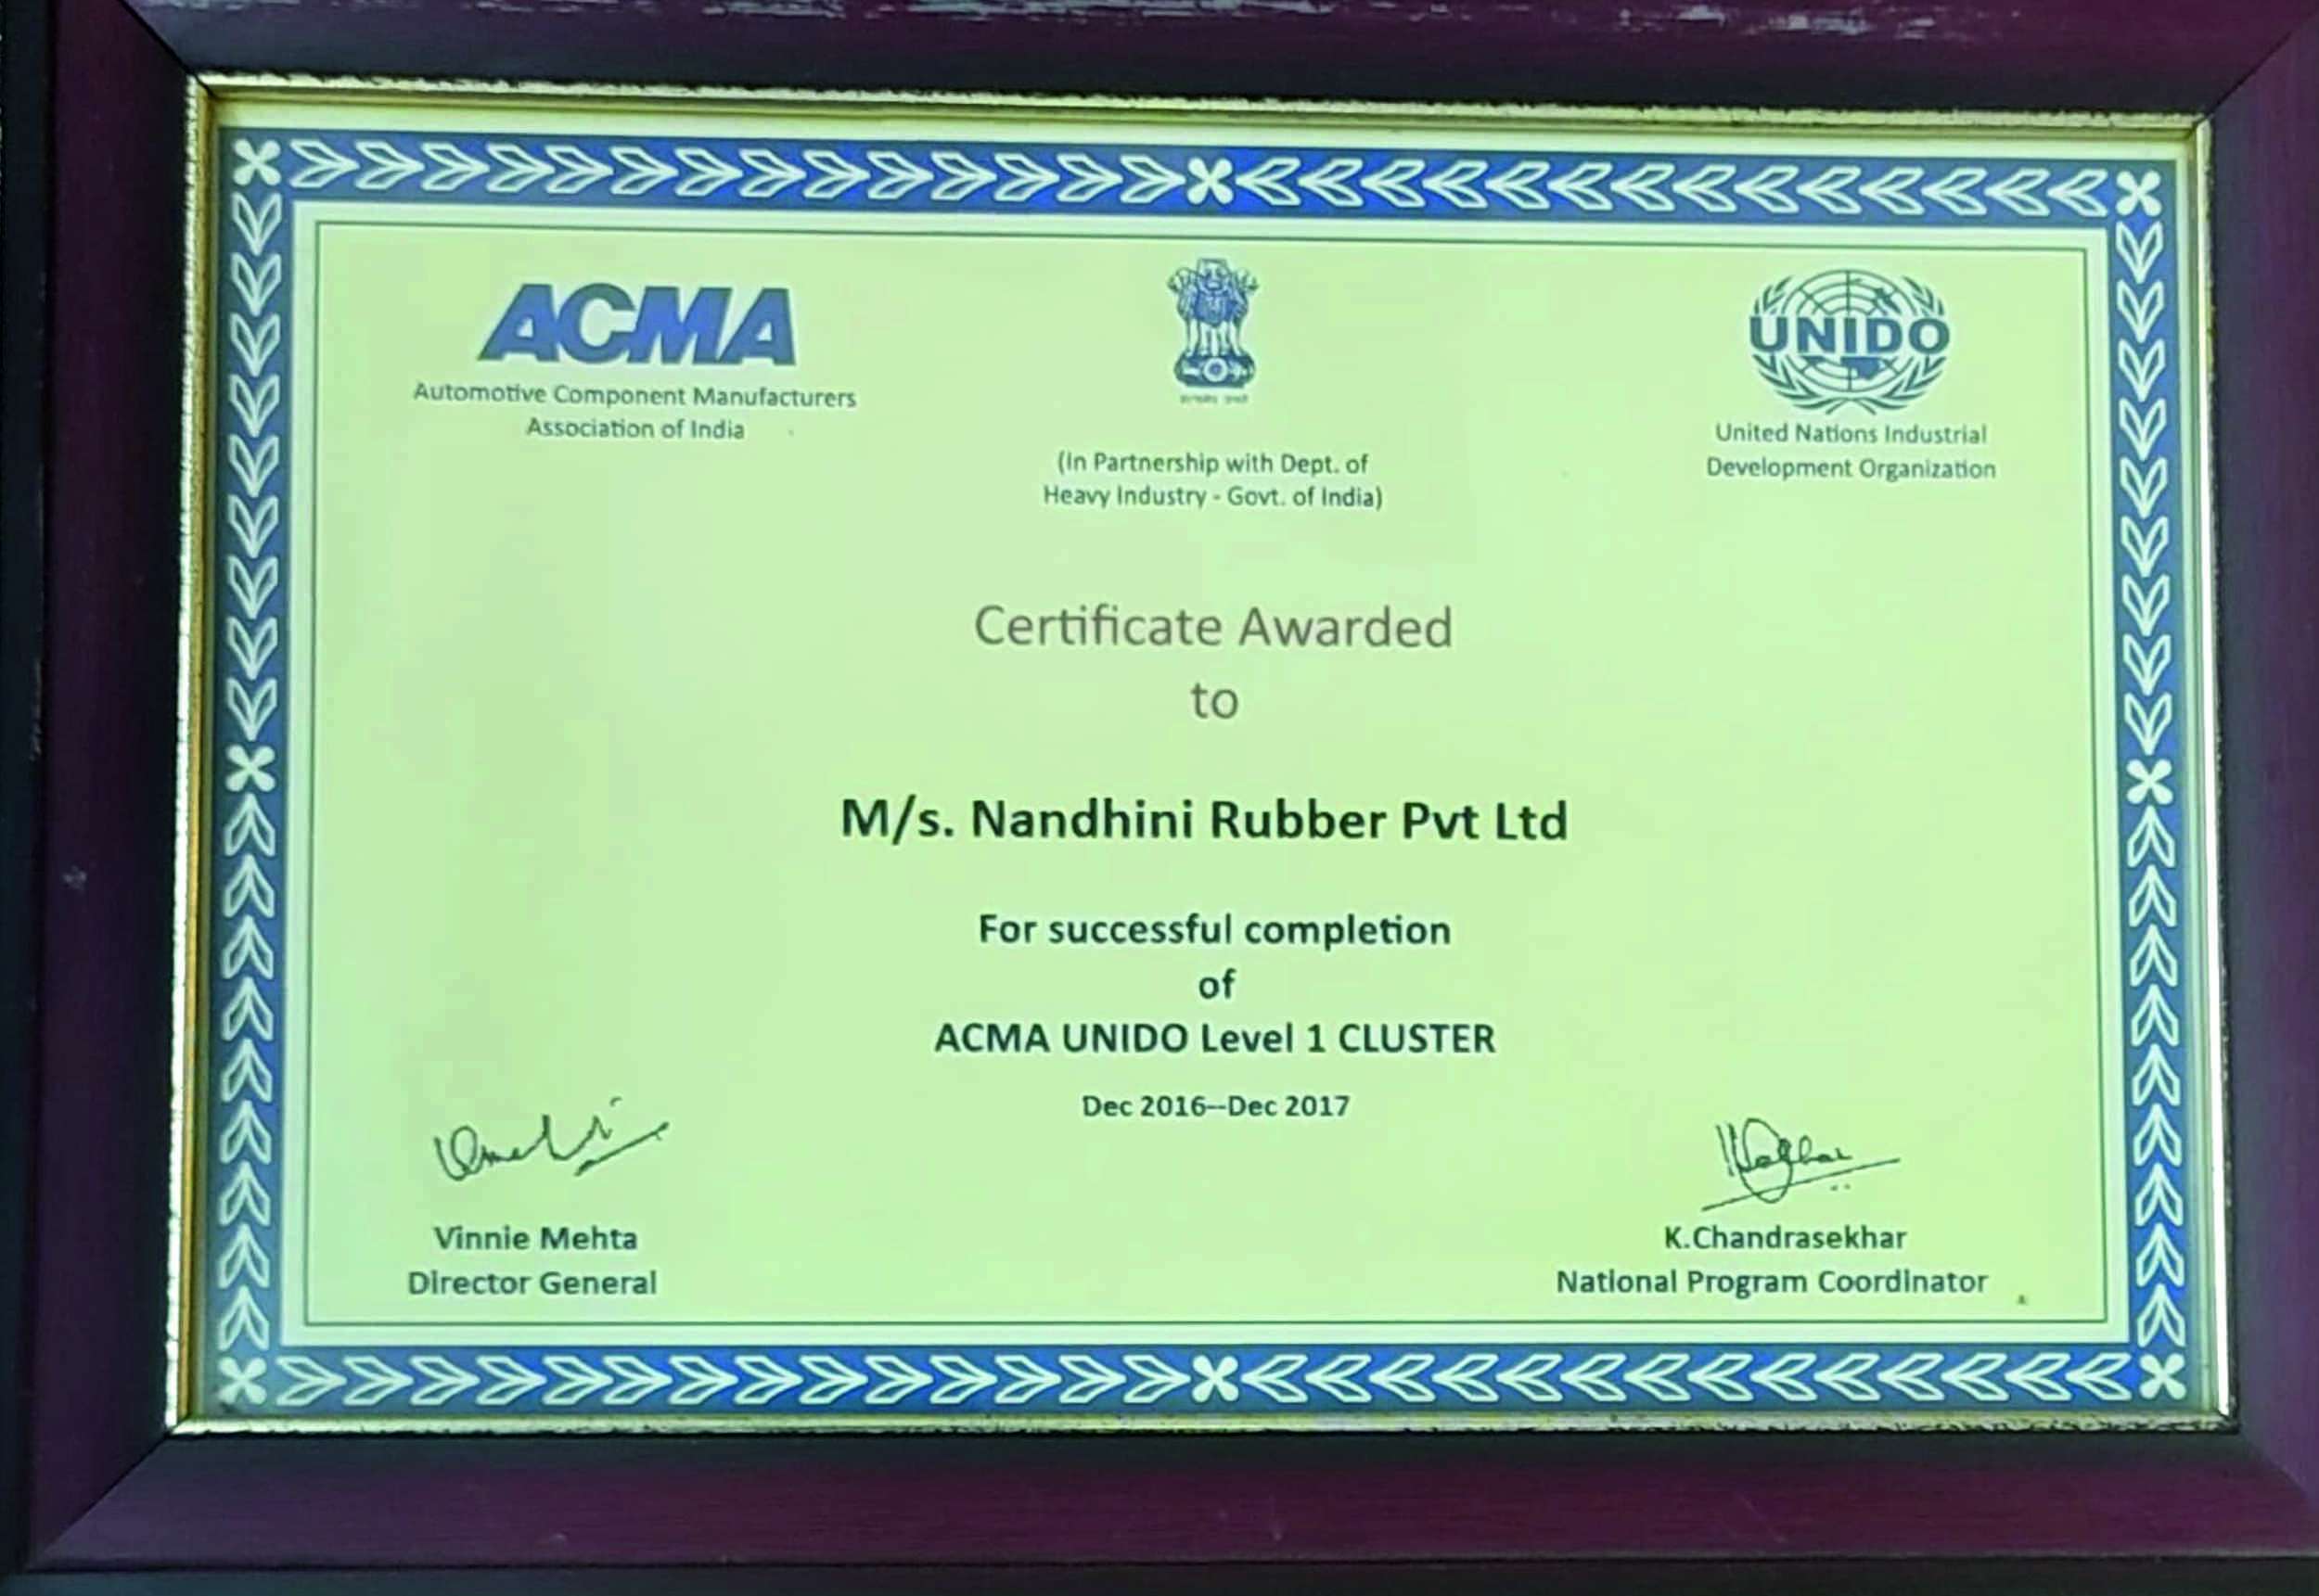 ACMA
Automotive Component Manufacturers
Association of India
(In Partnership with Dept. of
Heavy Industry - Govt. of India)
UNIDO
United Nations Industrial
Development Organization
Certificate Awarded
to
M/s. Nandhini Rubber Pvt Ltd
For successful completion
of
ACMA UNIDO Level 1 CLUSTER
Dec 2016--Dec 2017
Vinnie Mehta
Director General
K.Chandrasekhar
National Program Coordinator